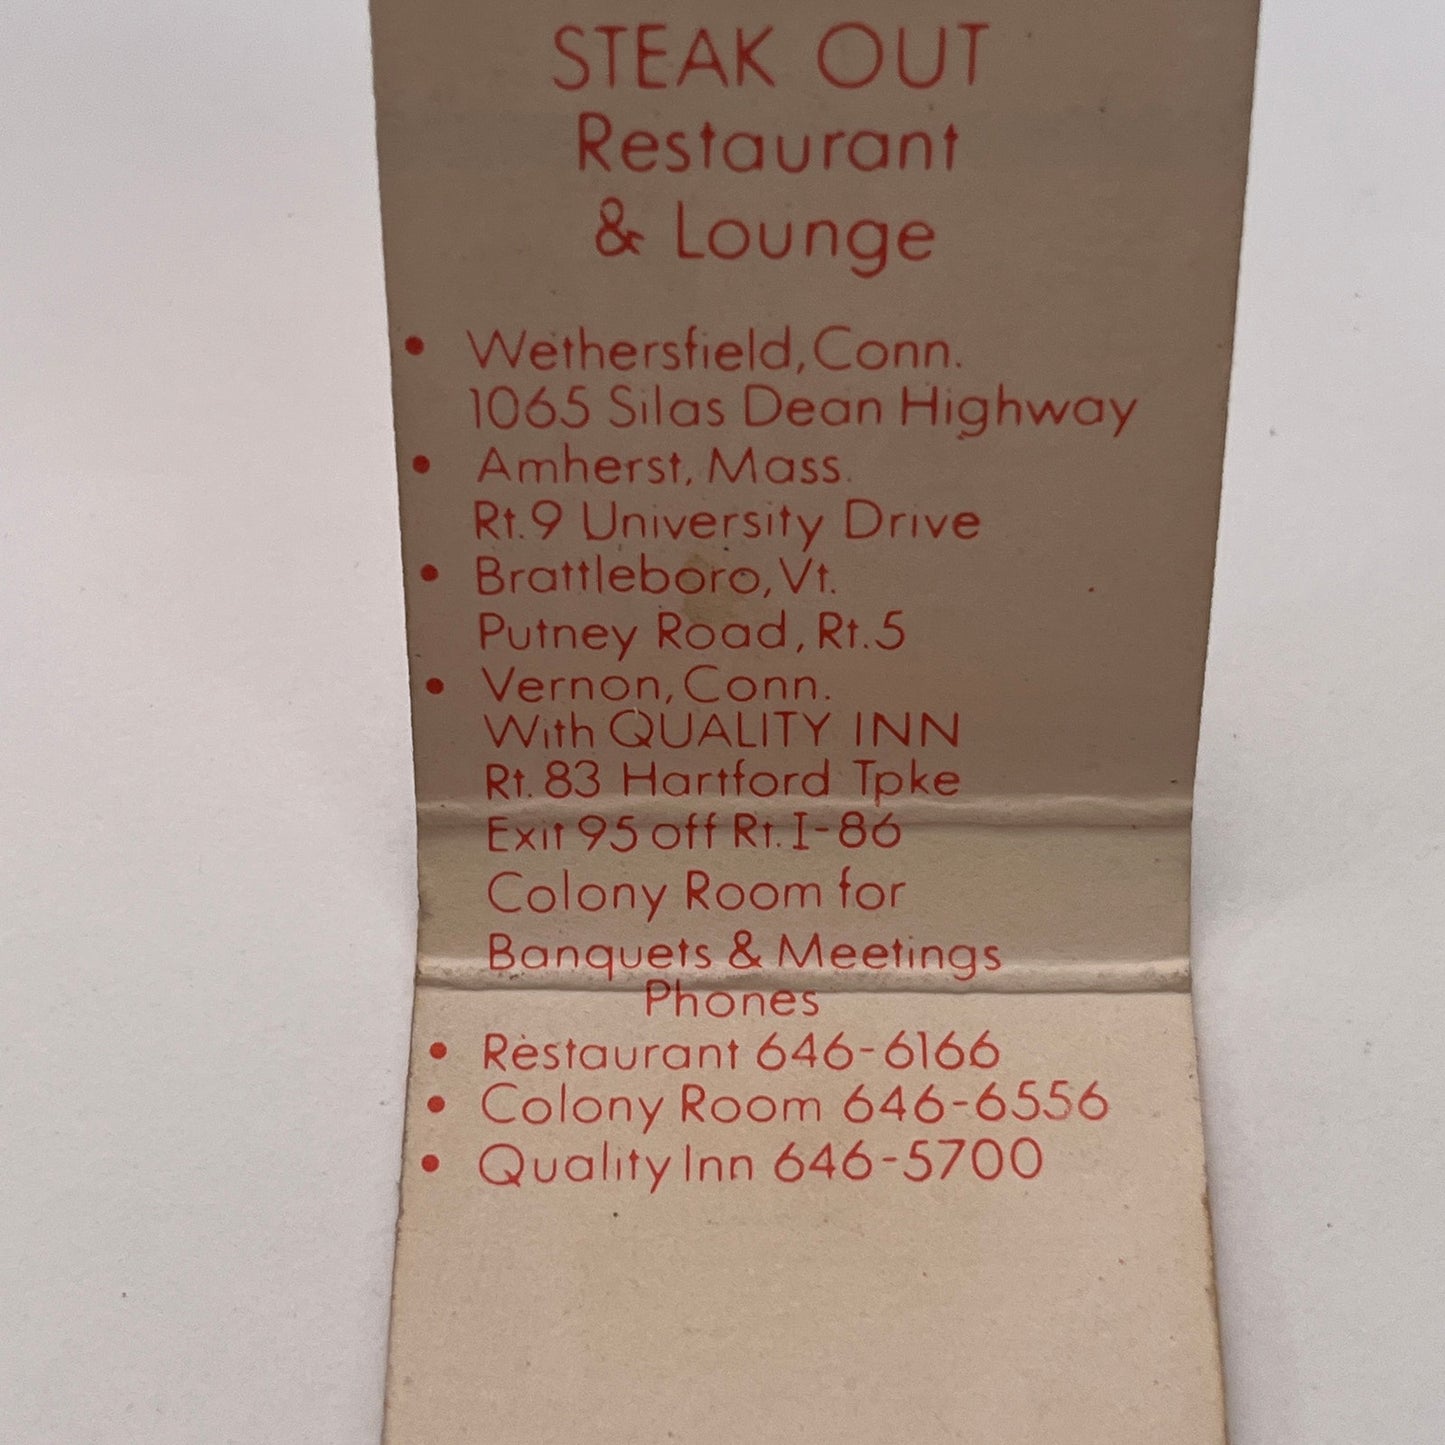 STEAK OUT
Restaurant
& Lounge
• Wethersfield, Conn.
1065 Silas Dean Highway
• Amherst, Mass.
Rt. 9 University Drive
• Brattleboro, Vt.
Putney Road, Rt. 5
• Vernon, Conn.
With QUALITY INN
Rt. 83 Hartford Tpke
Exit 95 off Rt. I-86
Colony Room for
Banquets & Meetings
Phones
• Restaurant 646-6166
• Colony Room 646-6556
• Quality Inn 646-5700